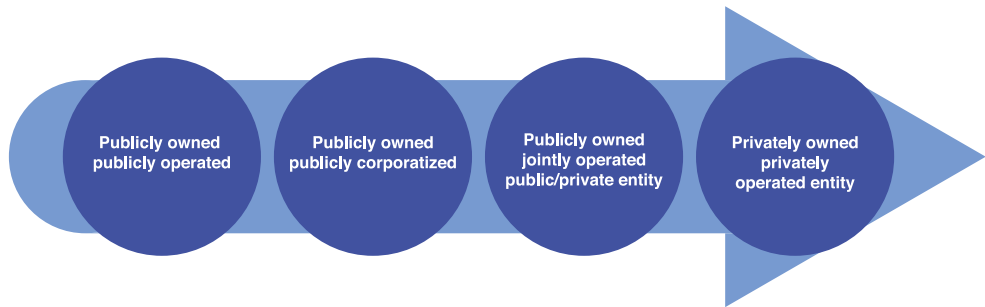 Publicly owned
publicly operated
Publicly owned
publicly corporatized
Publicly owned
jointly operated
public/private entity
Privately owned
privately
operated entity